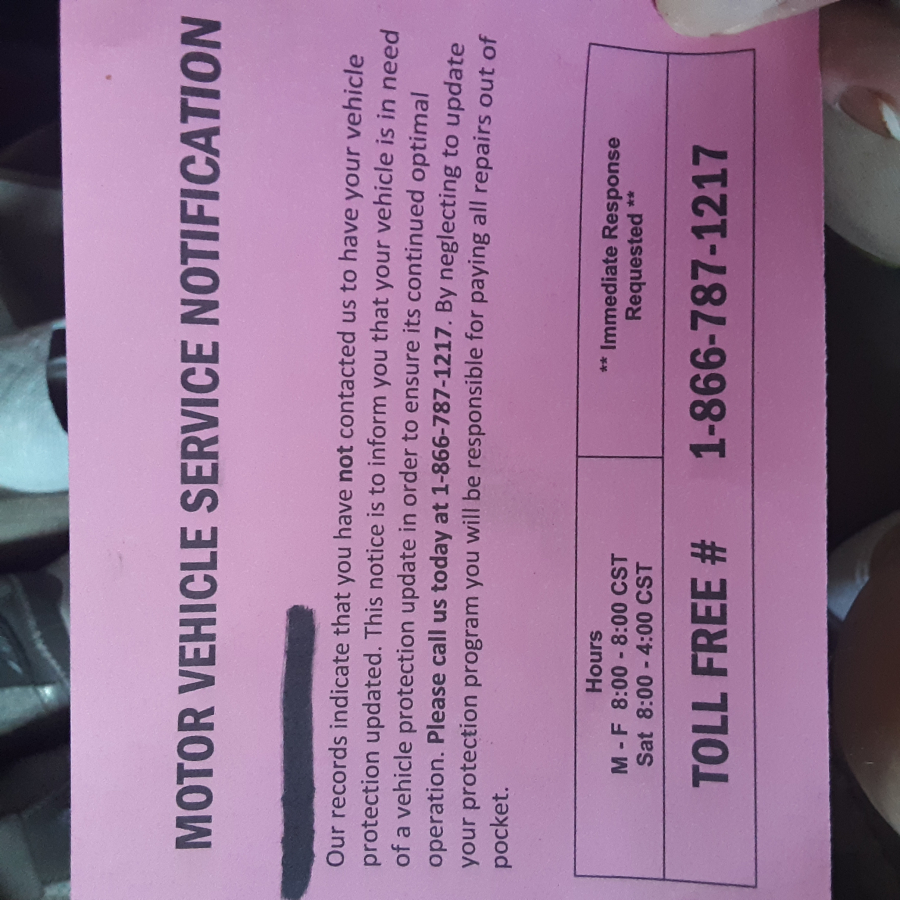 MOTOR VEHICLE SERVICE NOTIFICATION
Our records indicate that you have not contacted us to have your vehicle
protection updated. This notice is to inform you that your vehicle is in need
of a vehicle protection update in order to ensure its continued optimal
operation. Please call us today at 1-866-787-1217. By neglecting to update
your protection program you will be responsible for paying all repairs out of
pocket.
Hours
M - F 8:00 - 8:00 CST
Sat 8:00 - 4:00 CST
** Immediate Response
Requested **
TOLL FREE # 1-866-787-1217